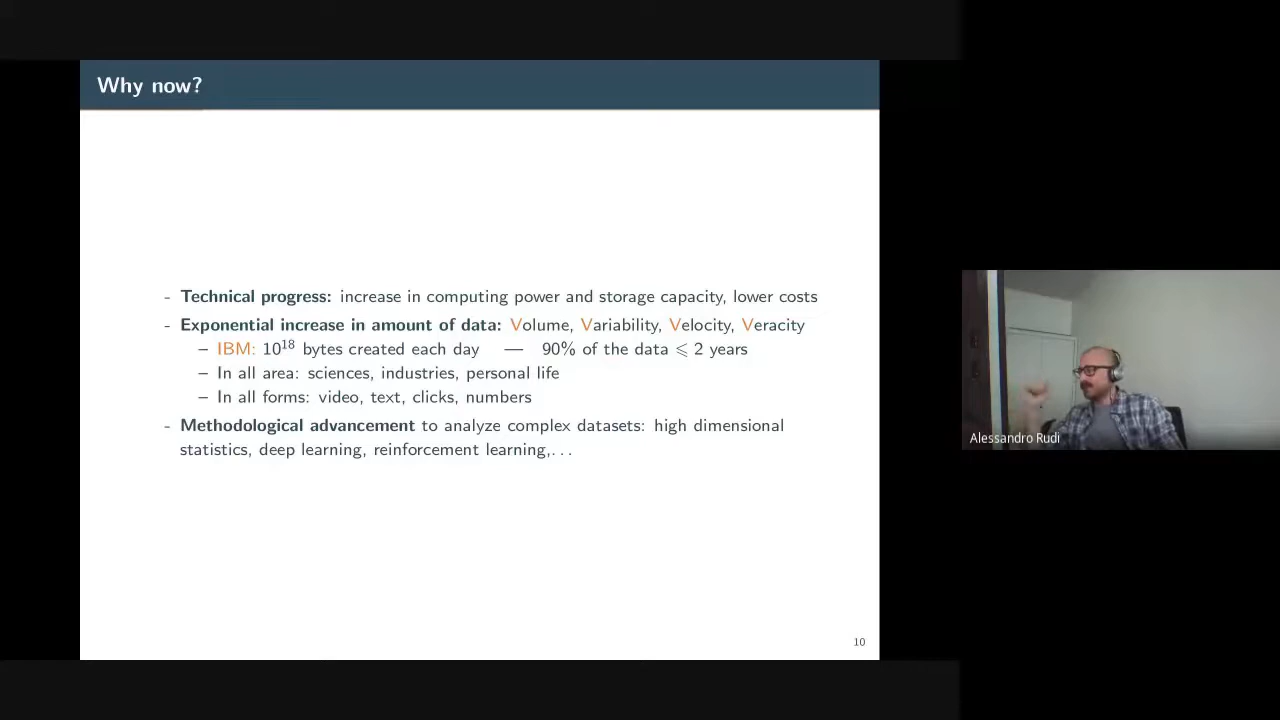 Why now?
- Technical progress: increase in computing power and storage capacity, lower costs
- Exponential increase in amount of data: Volume, Variability, Velocity, Veracity
– IBM: 10¹⁸ bytes created each day — 90% of the data ⩽ 2 years
– In all area: sciences, industries, personal life
– In all forms: video, text, clicks, numbers
- Methodological advancement to analyze complex datasets: high dimensional
statistics, deep learning, reinforcement learning,...
10
Alessandro Rudi